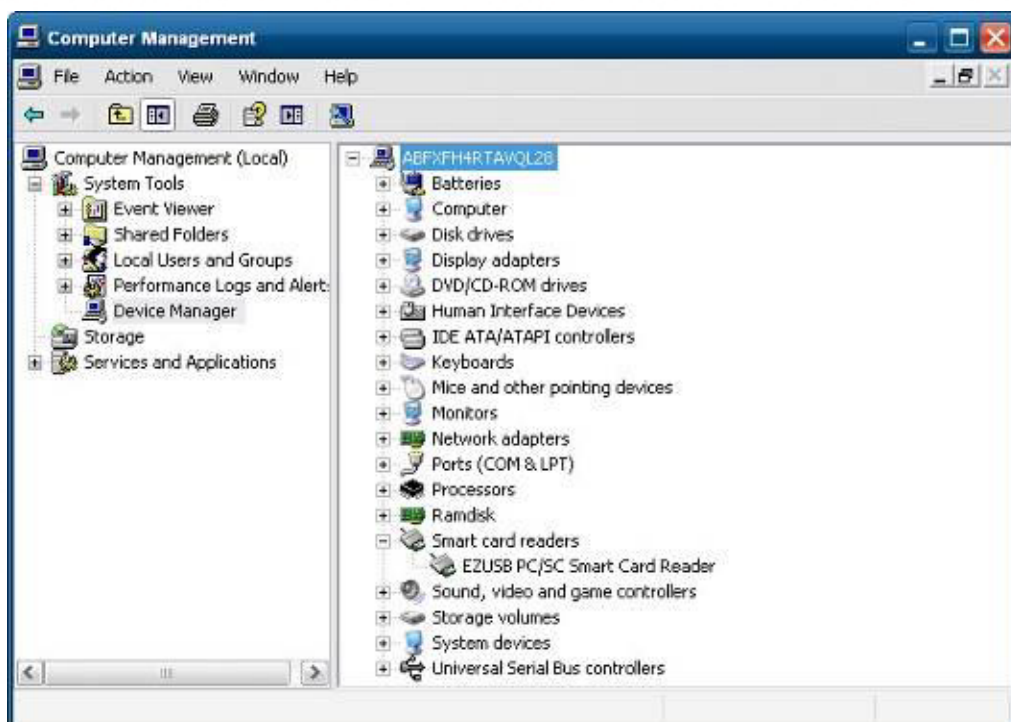 Computer Management
File Action View Window Help
Computer Management (Local)
System Tools
Event Viewer
Shared Folders
Local Users and Groups
Performance Logs and Alert:
Device Manager
Storage
Services and Applications
ABFXFH4RTAVQL28
Batteries
Computer
Disk drives
Display adapters
DVD/CD-ROM drives
Human Interface Devices
IDE ATA/ATAPI controllers
Keyboards
Mice and other pointing devices
Monitors
Network adapters
Ports (COM & LPT)
Processors
Ramdisk
Smart card readers
EZUSB PC/SC Smart Card Reader
Sound, video and game controllers
Storage volumes
System devices
Universal Serial Bus controllers